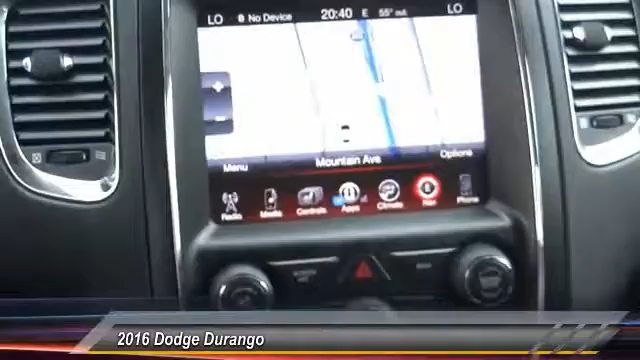 LO No Device 20:40 E 55° out LO
Mountain Ave
Menu Options
Radio Media Controls Apps Climate Nav Phone
2016 Dodge Durango